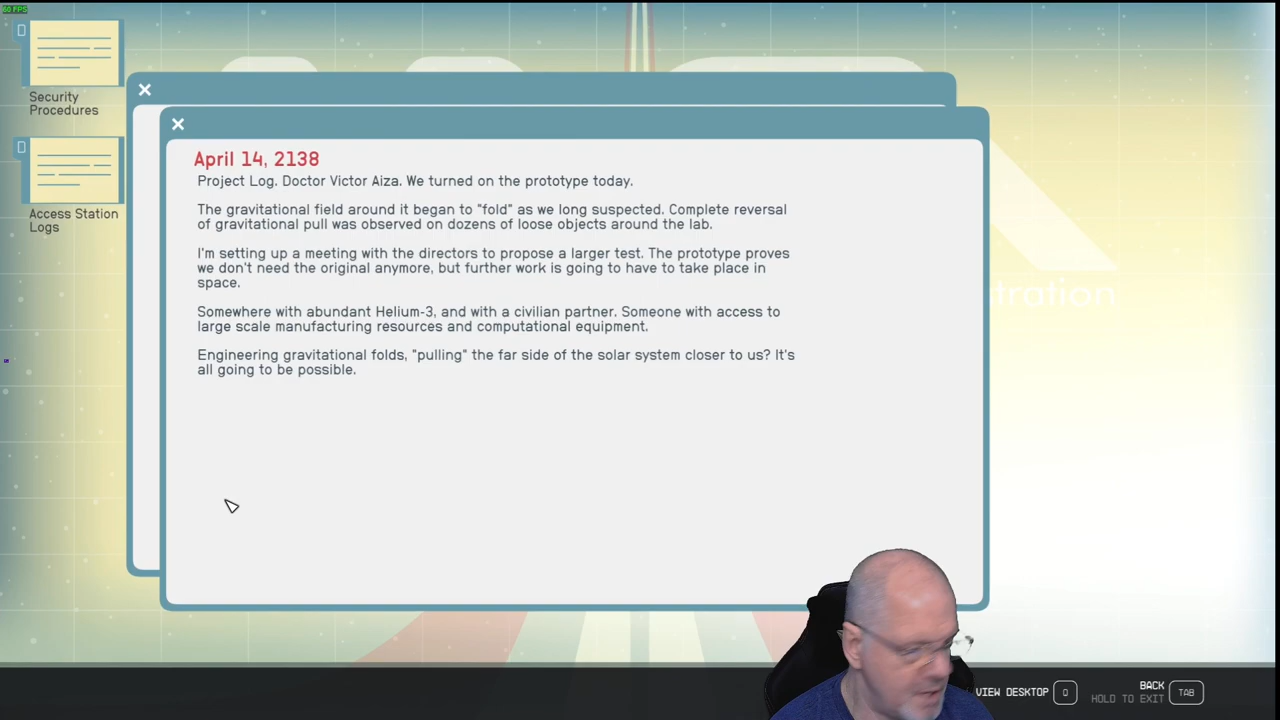 60 FPS
Security
Procedures
Access Station
Logs
April 14, 2138
Project Log. Doctor Victor Aiza. We turned on the prototype today.
The gravitational field around it began to "fold" as we long suspected. Complete reversal
of gravitational pull was observed on dozens of loose objects around the lab.
I'm setting up a meeting with the directors to propose a larger test. The prototype proves
we don't need the original anymore, but further work is going to have to take place in
space.
Somewhere with abundant Helium-3, and with a civilian partner. Someone with access to
large scale manufacturing resources and computational equipment.
Engineering gravitational folds, "pulling" the far side of the solar system closer to us? It's
all going to be possible.
tration
VIEW DESKTOP Q
BACK
HOLD TO EXIT TAB